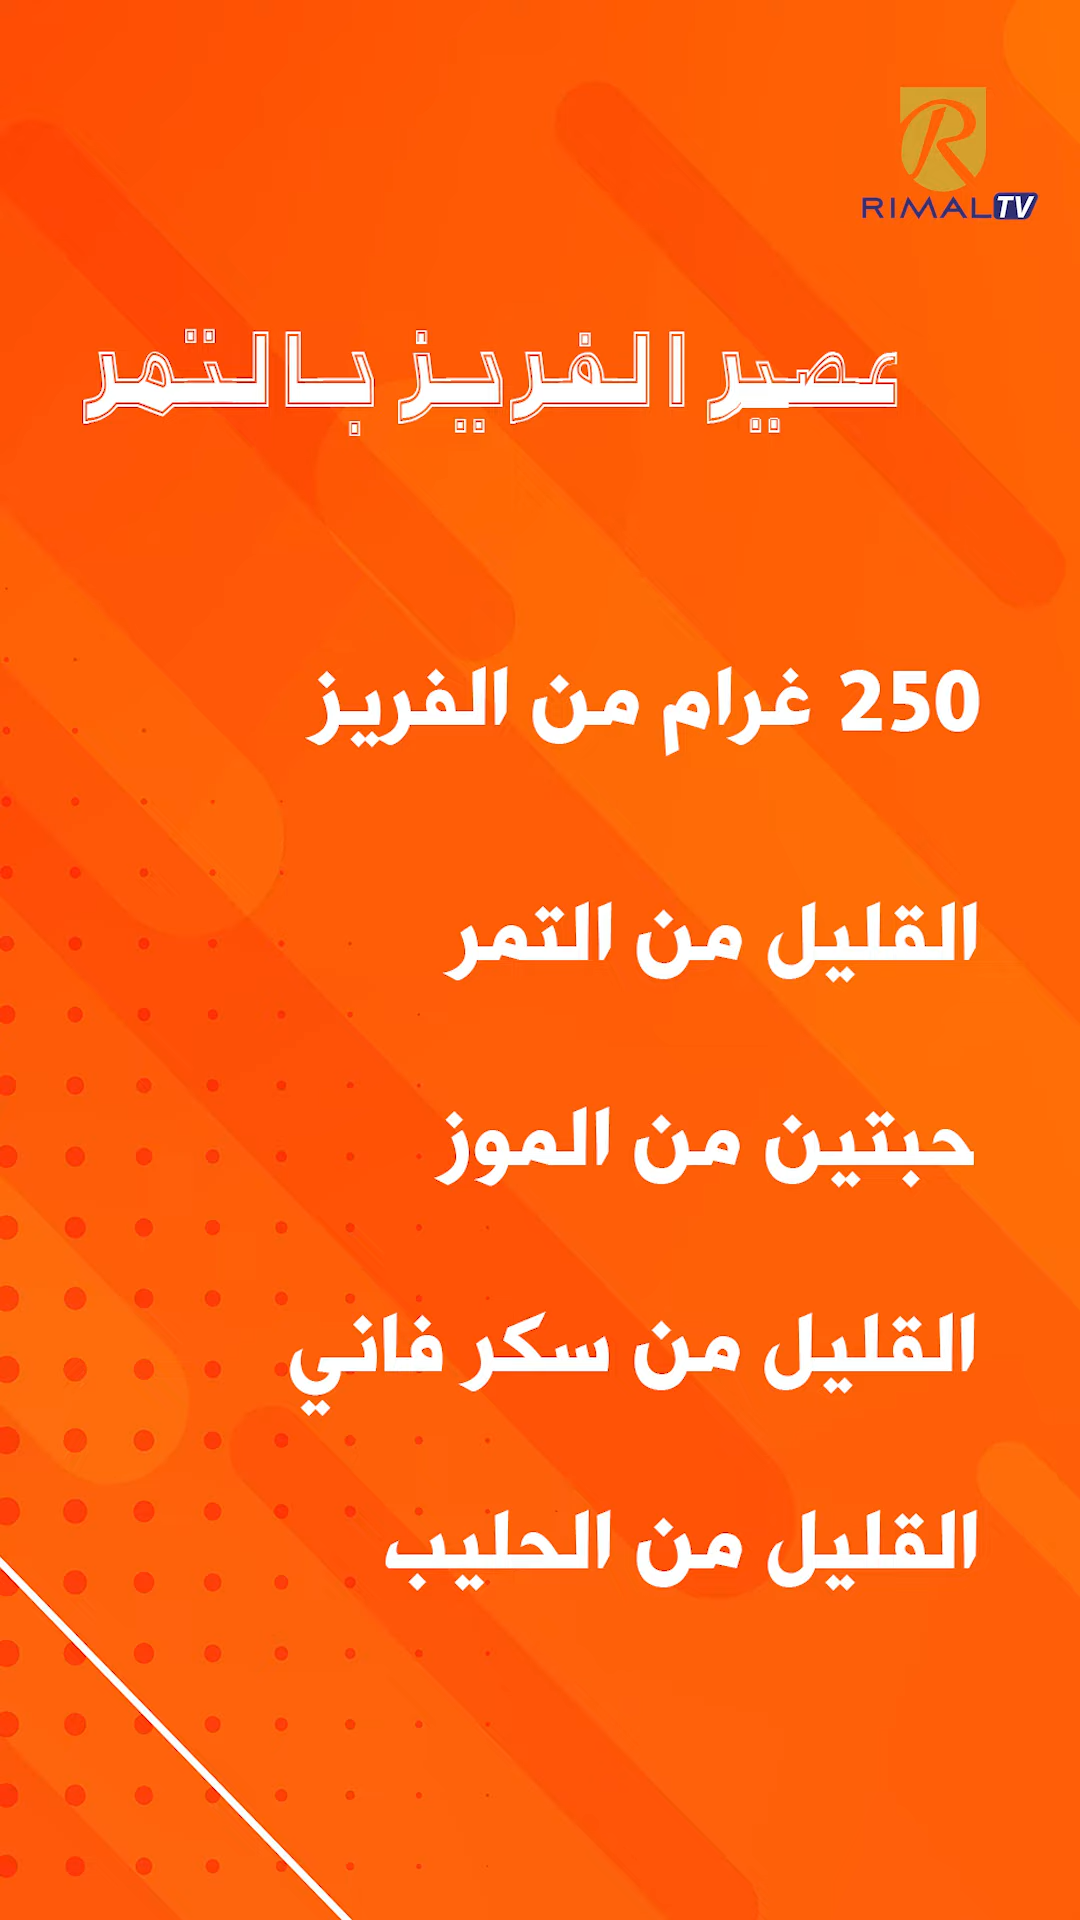 RIMAL TV
عصير الفريز بالتمر
250 غرام من الفريز
القليل من التمر
حبتين من الموز
القليل من سكر فاني
القليل من الحليب